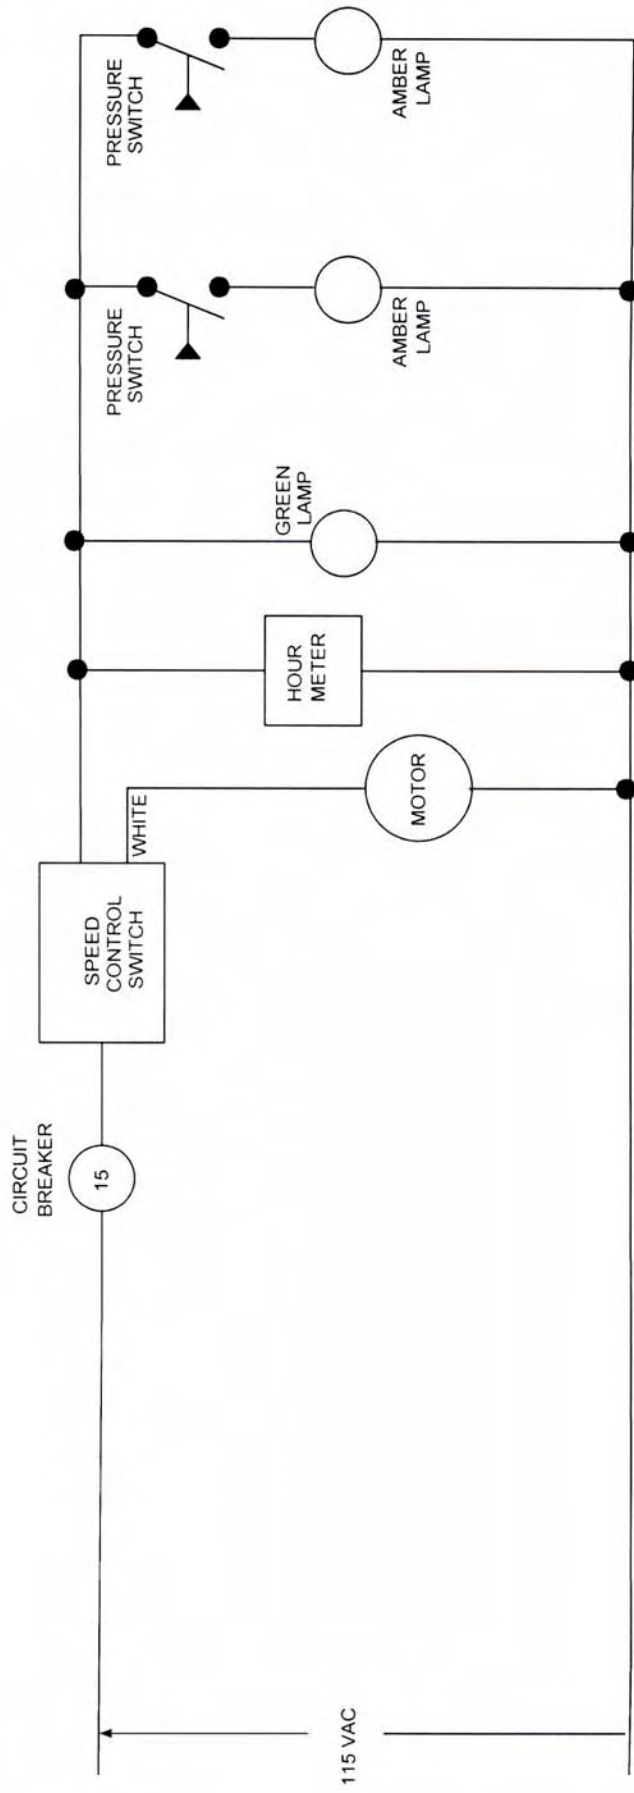 115 VAC
CIRCUIT
BREAKER
15
SPEED
CONTROL
SWITCH
WHITE
MOTOR
HOUR
METER
GREEN
LAMP
PRESSURE
SWITCH
AMBER
LAMP
PRESSURE
SWITCH
AMBER
LAMP